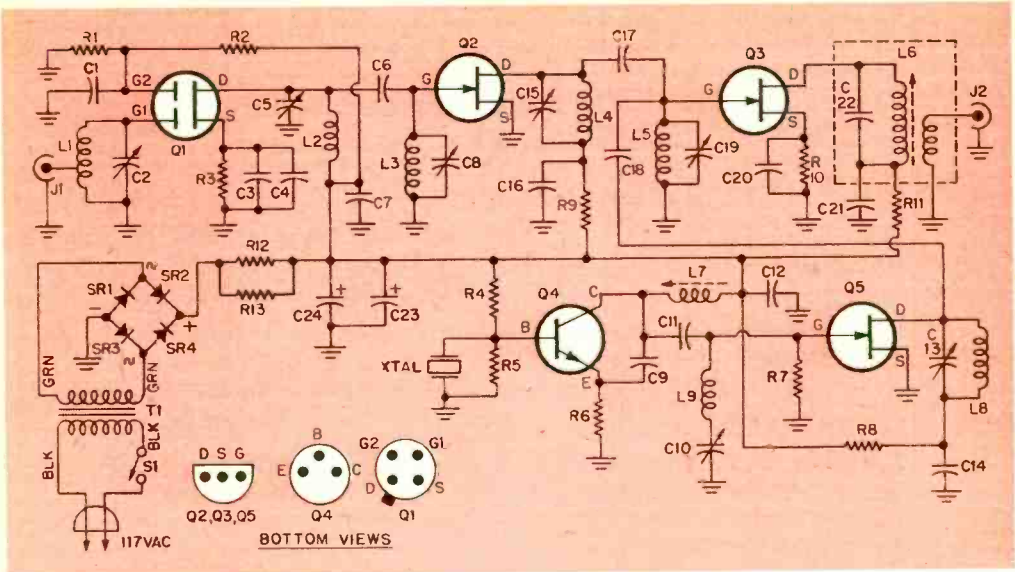 R1
R2
C1
G2
D
G1
S
Q1
L1
C2
J1
R3
C3
C4
C5
L2
C6
C7
Q2
G
D
S
L3
C8
C15
L4
C16
R9
C17
C18
L5
C19
Q3
G
D
S
C20
R
10
C
22
C21
L6
J2
R11
SR1
SR2
SR3
SR4
~
~
-
+
R12
R13
C24
+
C23
+
GRN
GRN
T1
BLK
BLK
S1
117VAC
R4
XTAL
R5
Q4
B
C
E
R6
C9
C11
L7
C12
L9
C10
R7
Q5
G
D
S
C
13
L8
R8
C14
D S G
Q2,Q3,Q5
B
E
C
Q4
G2
G1
D
S
Q1
BOTTOM VIEWS